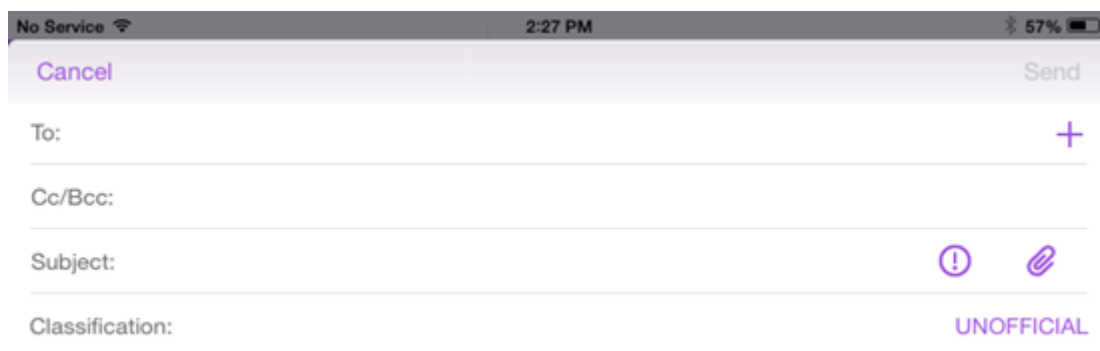 No Service 2:27 PM 57%
Cancel Send
To:
Cc/Bcc:
Subject:
Classification: UNOFFICIAL